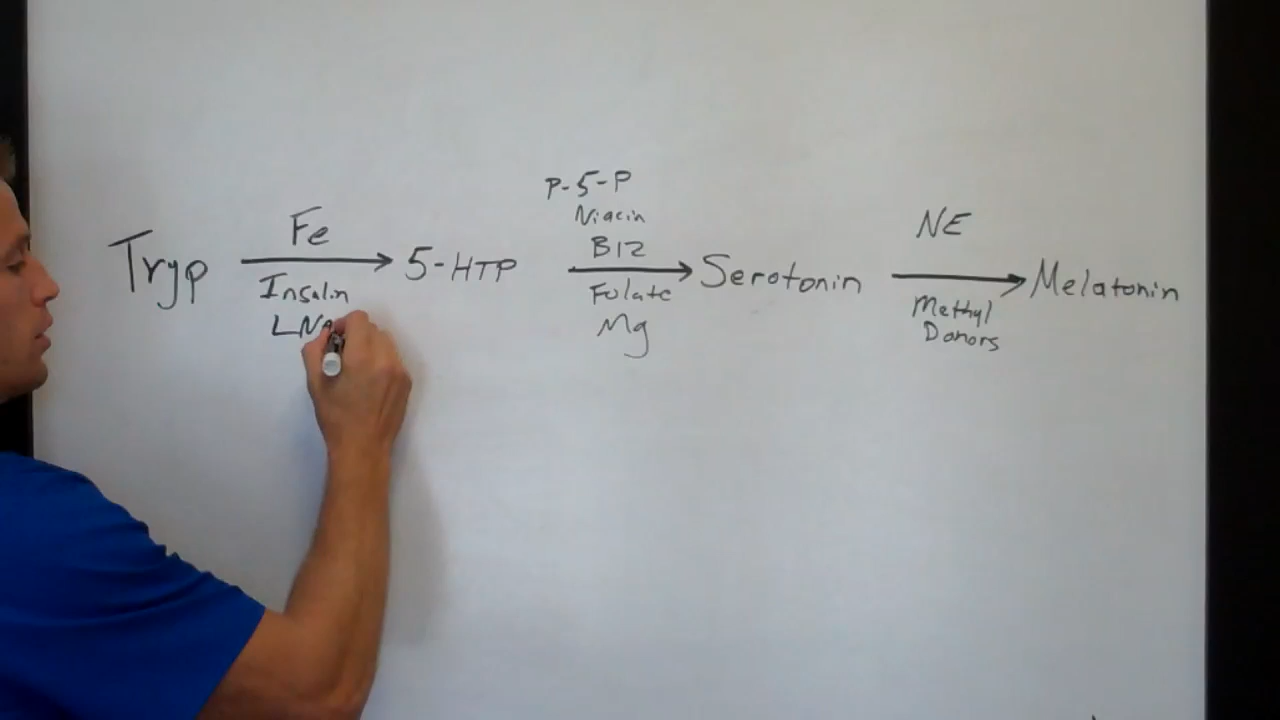 Tryp
Fe
Insulin
5-HTP
P-5-P
Niacin
B12
Folate
Mg
Serotonin
NE
Methyl
Donors
Melatonin